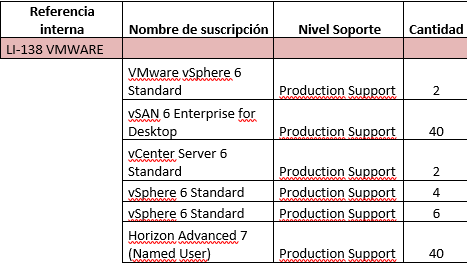 Referencia
interna
Nombre de suscripción
Nivel Soporte
Cantidad
LI-138 VMWARE
VMware vSphere 6
Standard
Production Support
2
vSAN 6 Enterprise for
Desktop
Production Support
40
vCenter Server 6
Standard
Production Support
2
vSphere 6 Standard
Production Support
4
vSphere 6 Standard
Production Support
6
Horizon Advanced 7
(Named User)
Production Support
40